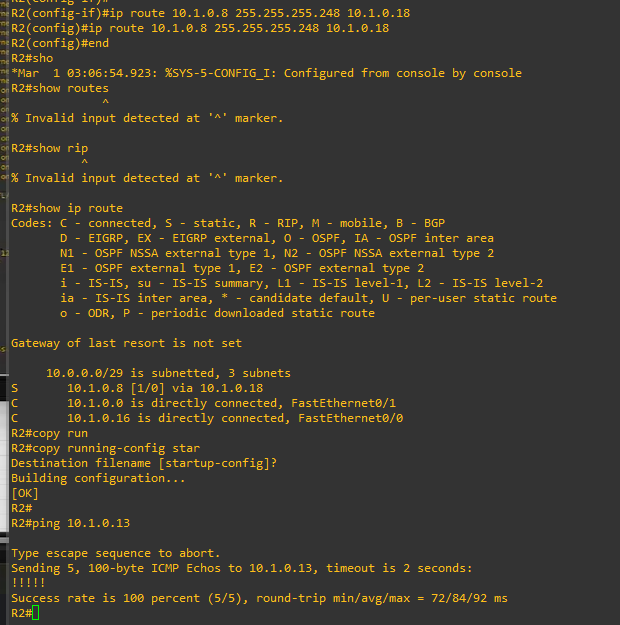 R2(config-if)#ip route 10.1.0.8 255.255.255.248 10.1.0.18
R2(config)#ip route 10.1.0.8 255.255.255.248 10.1.0.18
R2(config)#end
R2#sho
*Mar  1 03:06:54.923: %SYS-5-CONFIG_I: Configured from console by console
R2#show routes
             ^
% Invalid input detected at '^' marker.

R2#show rip
          ^
% Invalid input detected at '^' marker.

R2#show ip route
Codes: C - connected, S - static, R - RIP, M - mobile, B - BGP
       D - EIGRP, EX - EIGRP external, O - OSPF, IA - OSPF inter area
       N1 - OSPF NSSA external type 1, N2 - OSPF NSSA external type 2
       E1 - OSPF external type 1, E2 - OSPF external type 2
       i - IS-IS, su - IS-IS summary, L1 - IS-IS level-1, L2 - IS-IS level-2
       ia - IS-IS inter area, * - candidate default, U - per-user static route
       o - ODR, P - periodic downloaded static route

Gateway of last resort is not set

     10.0.0.0/29 is subnetted, 3 subnets
S       10.1.0.8 [1/0] via 10.1.0.18
C       10.1.0.0 is directly connected, FastEthernet0/1
C       10.1.0.16 is directly connected, FastEthernet0/0
R2#copy run
R2#copy running-config star
Destination filename [startup-config]?
Building configuration...
[OK]
R2#
R2#ping 10.1.0.13

Type escape sequence to abort.
Sending 5, 100-byte ICMP Echos to 10.1.0.13, timeout is 2 seconds:
!!!!!
Success rate is 100 percent (5/5), round-trip min/avg/max = 72/84/92 ms
R2#